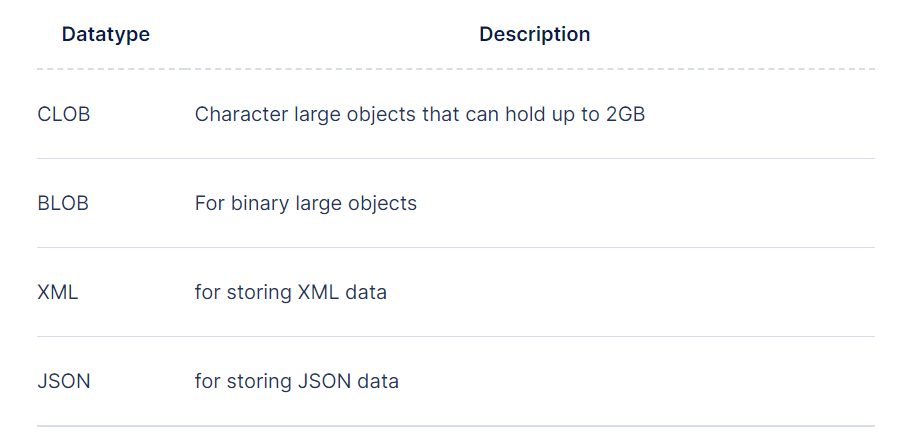 Datatype Description
CLOB Character large objects that can hold up to 2GB
BLOB For binary large objects
XML for storing XML data
JSON for storing JSON data